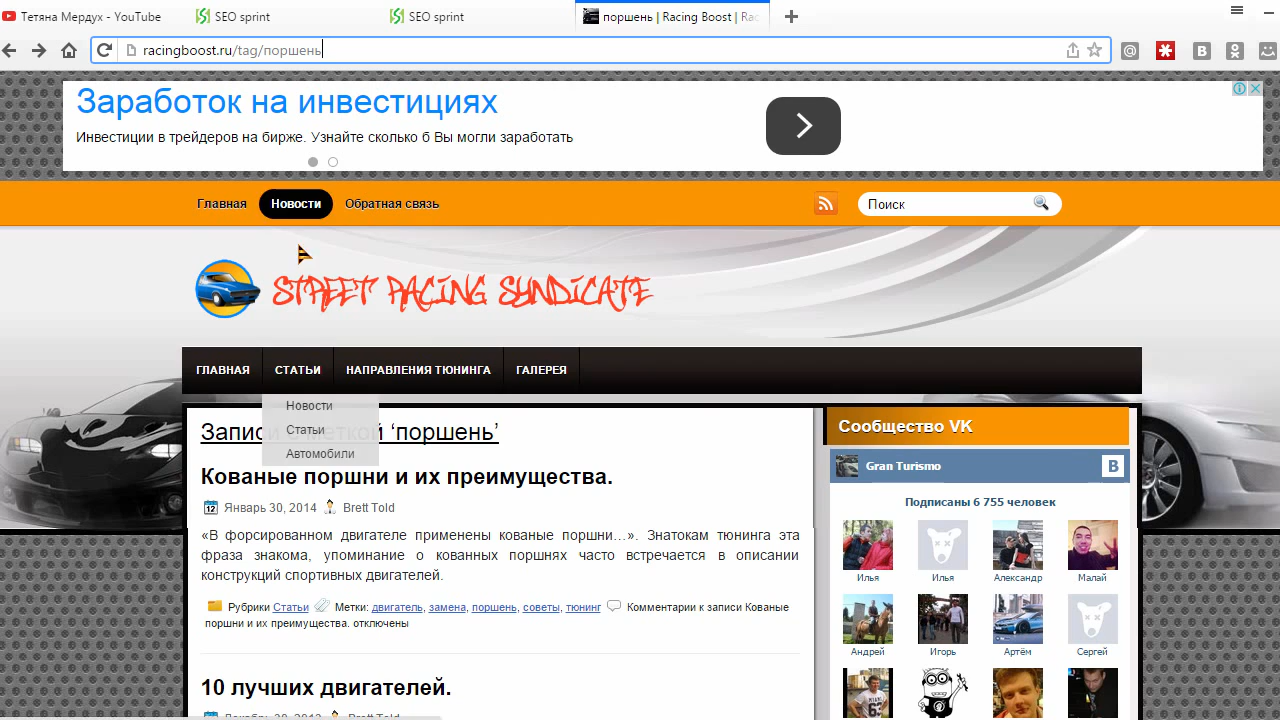 Тетяна Мердух - YouTube
SEO sprint
SEO sprint
поршень | Racing Boost | Rac
racingboost.ru/tag/поршень
Заработок на инвестициях
Инвестиции в трейдеров на бирже. Узнайте сколько б Вы могли заработать
Главная Новости Обратная связь Поиск
STREET RACING SYNDICATE
ГЛАВНАЯ СТАТЬИ НАПРАВЛЕНИЯ ТЮНИНГА ГАЛЕРЕЯ
Новости
Статьи
Автомобили
Записи с меткой ‘поршень’
Кованые поршни и их преимущества.
Январь 30, 2014 Brett Told
«В форсированном двигателе применены кованые поршни…». Знатокам тюнинга эта
фраза знакома, упоминание о кованных поршнях часто встречается в описании
конструкций спортивных двигателей.
Рубрики Статьи Метки: двигатель, замена, поршень, советы, тюнинг Комментарии к записи Кованые
поршни и их преимущества. отключены
10 лучших двигателей.
Сообщество VK
Gran Turismo B
Подписаны 6 755 человек
Илья Илья Александр Малай
Андрей Игорь Артём Сергей